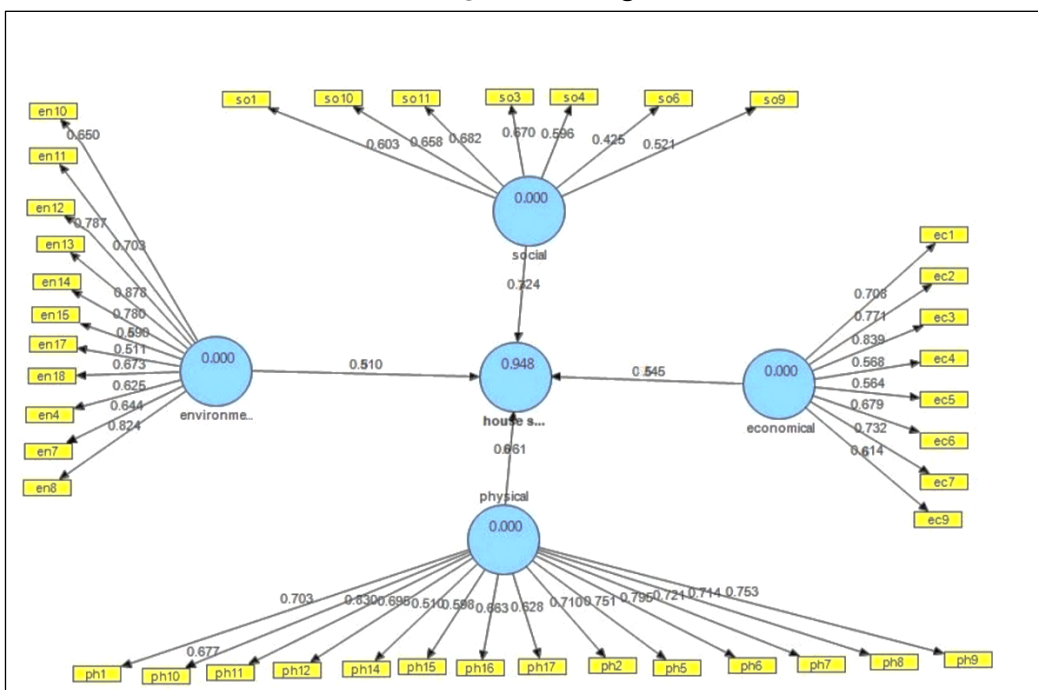 so1
so10
so11
so3
so4
so6
so9
0.603
0.658
0.682
0.670
0.596
0.425
0.521
0.000
social
en10
en11
en12
en13
en14
en15
en17
en18
en4
en7
en8
0.650
0.787
0.703
0.878
0.780
0.590
0.511
0.673
0.625
0.644
0.824
0.000
environme...
0.510
0.948
house s...
0.545
0.000
economical
0.708
0.771
0.839
0.568
0.564
0.679
0.732
0.614
ec1
ec2
ec3
ec4
ec5
ec6
ec7
ec9
physical
0.000
0.703
0.677
0.830
0.695
0.510
0.598
0.663
0.628
0.710
0.751
0.795
0.721
0.714
0.753
ph1
ph10
ph11
ph12
ph14
ph15
ph16
ph17
ph2
ph5
ph6
ph7
ph8
ph9